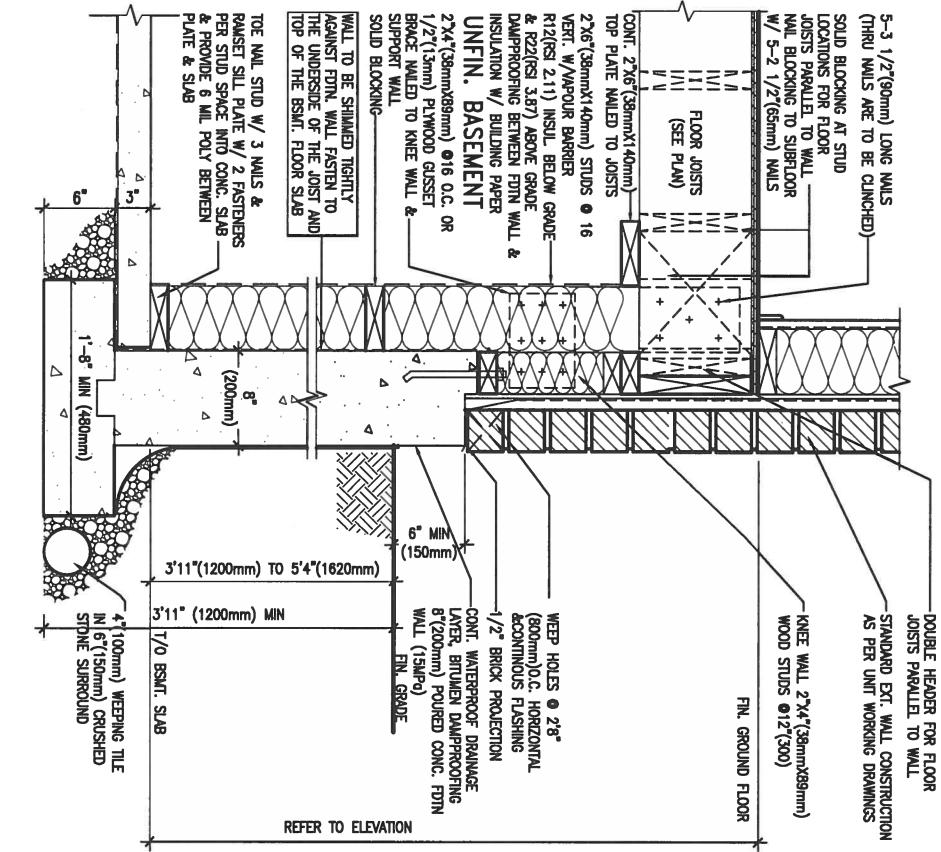 5-3 1/2"(90mm) LONG NAILS
(THRU NAILS ARE TO BE CLINCHED)
SOLID BLOCKING AT STUD
LOCATIONS FOR FLOOR
JOISTS PARALLEL TO WALL
NAIL BLOCKING TO SUBFLOOR
W/ 5-2 1/2"(65mm) NAILS
FLOOR JOISTS
(SEE PLAN)
CONT. 2"X6"(38mmX140mm)
TOP PLATE NAILED TO JOISTS
2"X6"(38mmX140mm) STUDS @ 16
VERT. W/VAPOUR BARRIER
R12(RSI 2.11) INSUL BELOW GRADE
& R22(RSI 3.87) ABOVE GRADE
DAMPPROOFING BETWEEN FDTN WALL &
INSULATION W/ BUILDING PAPER
UNFIN. BASEMENT
2"X4"(38mmX89mm) @16 O.C. OR
1/2"(13mm) PLYWOOD GUSSET
BRACE NAILED TO KNEE WALL &
SUPPORT WALL
SOLID BLOCKING
WALL TO BE SHIMMED TIGHTLY
AGAINST FDTN. WALL FASTEN TO
THE UNDERSIDE OF THE JOIST AND
TOP OF THE BSMT. FLOOR SLAB
TOE NAIL STUD W/ 3 NAILS &
RAMSET SILL PLATE W/ 2 FASTENERS
PER STUD SPACE INTO CONC. SLAB
& PROVIDE 6 MIL POLY BETWEEN
PLATE & SLAB
6"
3"
1'-8" MIN (480mm)
8"
(200mm)
6" MIN
(150mm)
3'11"(1200mm) TO 5'4"(1620mm)
3'11" (1200mm) MIN
DOUBLE HEADER FOR FLOOR
JOISTS PARALLEL TO WALL
STANDARD EXT. WALL CONSTRUCTION
AS PER UNIT WORKING DRAWINGS
KNEE WALL 2"X4"(38mmX89mm)
WOOD STUDS @12"(300)
FIN. GROUND FLOOR
WEEP HOLES @ 2'8"
(800mm)O.C. HORIZONTAL
&CONTINOUS FLASHING
1/2" BRICK PROJECTION
CONT. WATERPROOF DRAINAGE
LAYER, BITUMEN DAMPPROOFING
8"(200mm) POURED CONC. FDTN
WALL (15MPa)
FIN. GRADE
T/O BSMT. SLAB
4"(100mm) WEEPING TILE
IN 6"(150mm) CRUSHED
STONE SURROUND
REFER TO ELEVATION